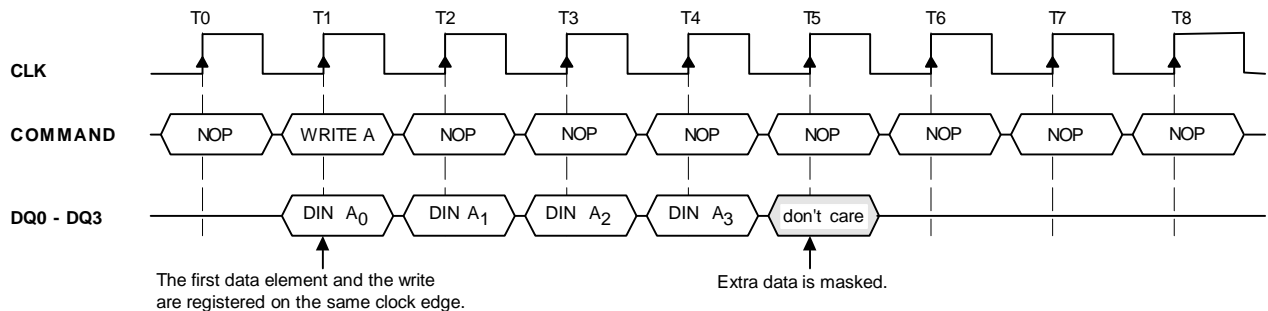 T0 T1 T2 T3 T4 T5 T6 T7 T8
CLK
COMMAND NOP WRITE A NOP NOP NOP NOP NOP NOP NOP
DQ0 - DQ3 DIN A0 DIN A1 DIN A2 DIN A3 don't care
The first data element and the write Extra data is masked.
are registered on the same clock edge.